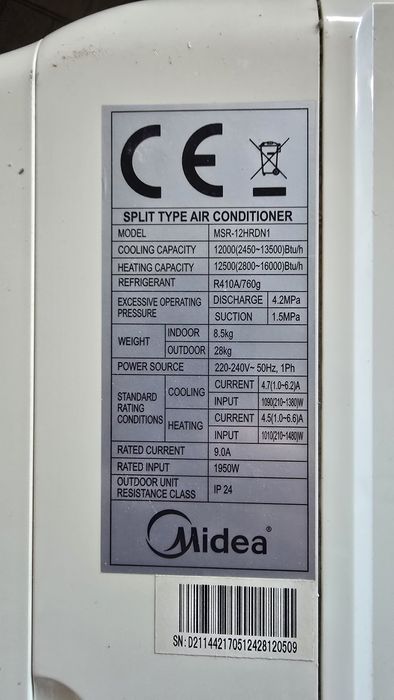 CE
SPLIT TYPE AIR CONDITIONER
MODEL MSR-12HRDN1
COOLING CAPACITY 12000(2450~13500)Btu/h
HEATING CAPACITY 12500(2800~16000)Btu/h
REFRIGERANT R410A/760g
EXCESSIVE OPERATING PRESSURE DISCHARGE 4.2MPa
SUCTION 1.5MPa
WEIGHT INDOOR 8.5kg
OUTDOOR 28kg
POWER SOURCE 220-240V~ 50Hz, 1Ph
STANDARD RATING CONDITIONS COOLING CURRENT 4.7(1.0~6.2)A
INPUT 1090(210~1380)W
HEATING CURRENT 4.5(1.0~6.6)A
INPUT 1010(210~1480)W
RATED CURRENT 9.0A
RATED INPUT 1950W
OUTDOOR UNIT RESISTANCE CLASS IP 24
Midea®
SN: D211442170512428120509